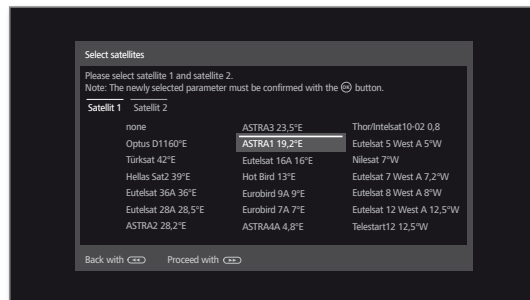 Select satellites
Please select satellite 1 and satellite 2.
Note: The newly selected parameter must be confirmed with the OK button.
Satellit 1 Satellit 2
none ASTRA3 23,5°E Thor/Intelsat10-02 0,8
Optus D1160°E ASTRA1 19,2°E Eutelsat 5 West A 5°W
Türksat 42°E Eutelsat 16A 16°E Nilesat 7°W
Hellas Sat2 39°E Hot Bird 13°E Eutelsat 7 West A 7,2°W
Eutelsat 36A 36°E Eurobird 9A 9°E Eutelsat 8 West A 8°W
Eutelsat 28A 28,5°E Eurobird 7A 7°E Eutelsat 12 West A 12,5°W
ASTRA2 28,2°E ASTRA4A 4,8°E Telestart12 12,5°W
Back with Proceed with